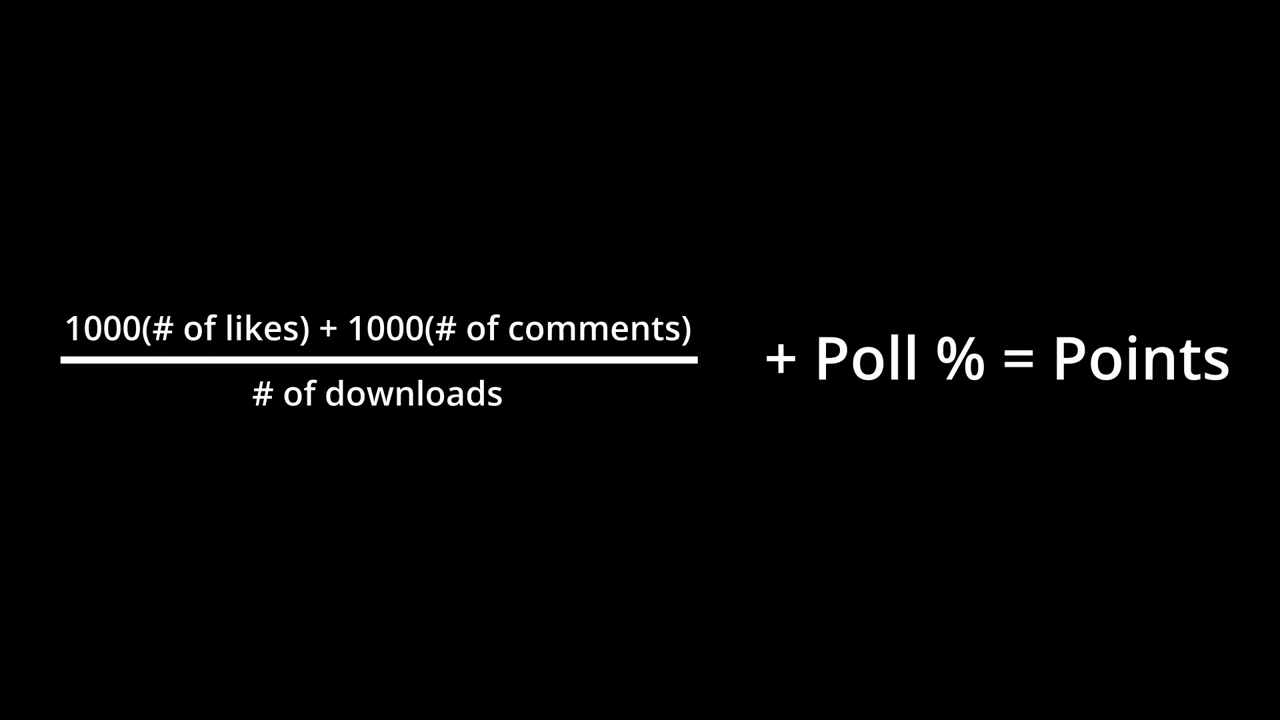 1000(# of likes) + 1000(# of comments)
# of downloads
+ Poll % = Points